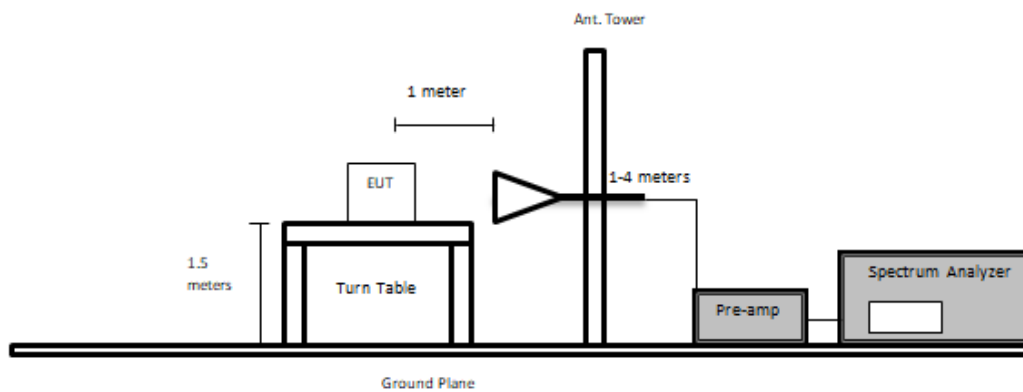 Ant. Tower
1 meter
EUT
1-4 meters
1.5
meters
Turn Table
Spectrum Analyzer
Pre-amp
Ground Plane